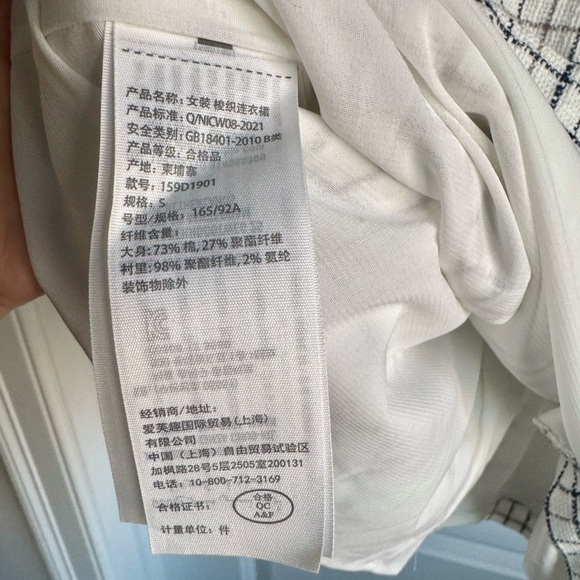 产品名称: 女装 梭织连衣裙
产品标准: Q/NICW08-2021
安全类别: GB18401-2010 B类
产品等级: 合格品
产地: 柬埔寨
款号: 159D1901
规格: S
号型/规格: 165/92A
纤维含量:
大身: 73% 棉, 27% 聚酯纤维
衬里: 98% 聚酯纤维, 2% 氨纶
装饰物除外
经销商/地址:
爱芙趣国际贸易(上海)
有限公司
中国 (上海) 自由贸易试验区
加枫路28号5层2505室200131
电话: 10-800-712-3169
合格证书: 合格
QC
A&F
计量单位: 件